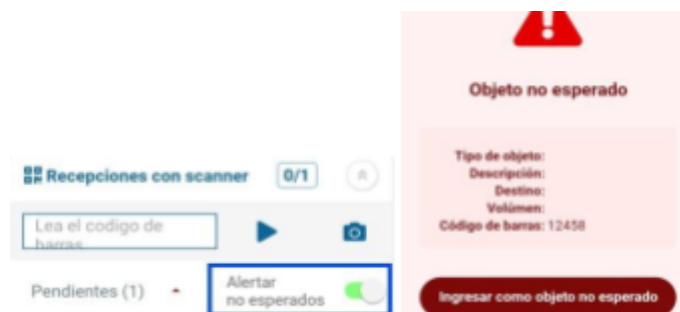 Recepciones con scanner 0/1
Lea el codigo de
barras
Pendientes (1)
Alertar
no esperados
Objeto no esperado
Tipo de objeto:
Descripción:
Destino:
Volúmen:
Código de barras: 12458
Ingresar como objeto no esperado